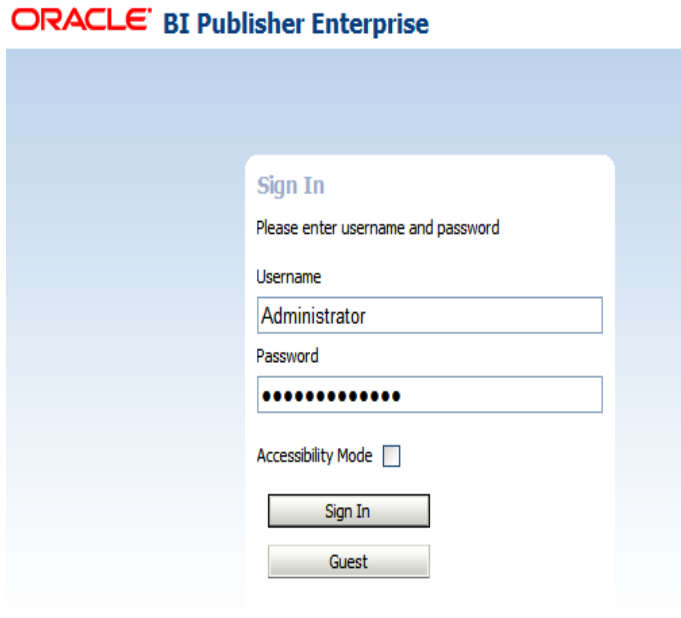 ORACLE BI Publisher Enterprise
Sign In
Please enter username and password
Username
Administrator
Password
•••••••••••••
Accessibility Mode
Sign In
Guest